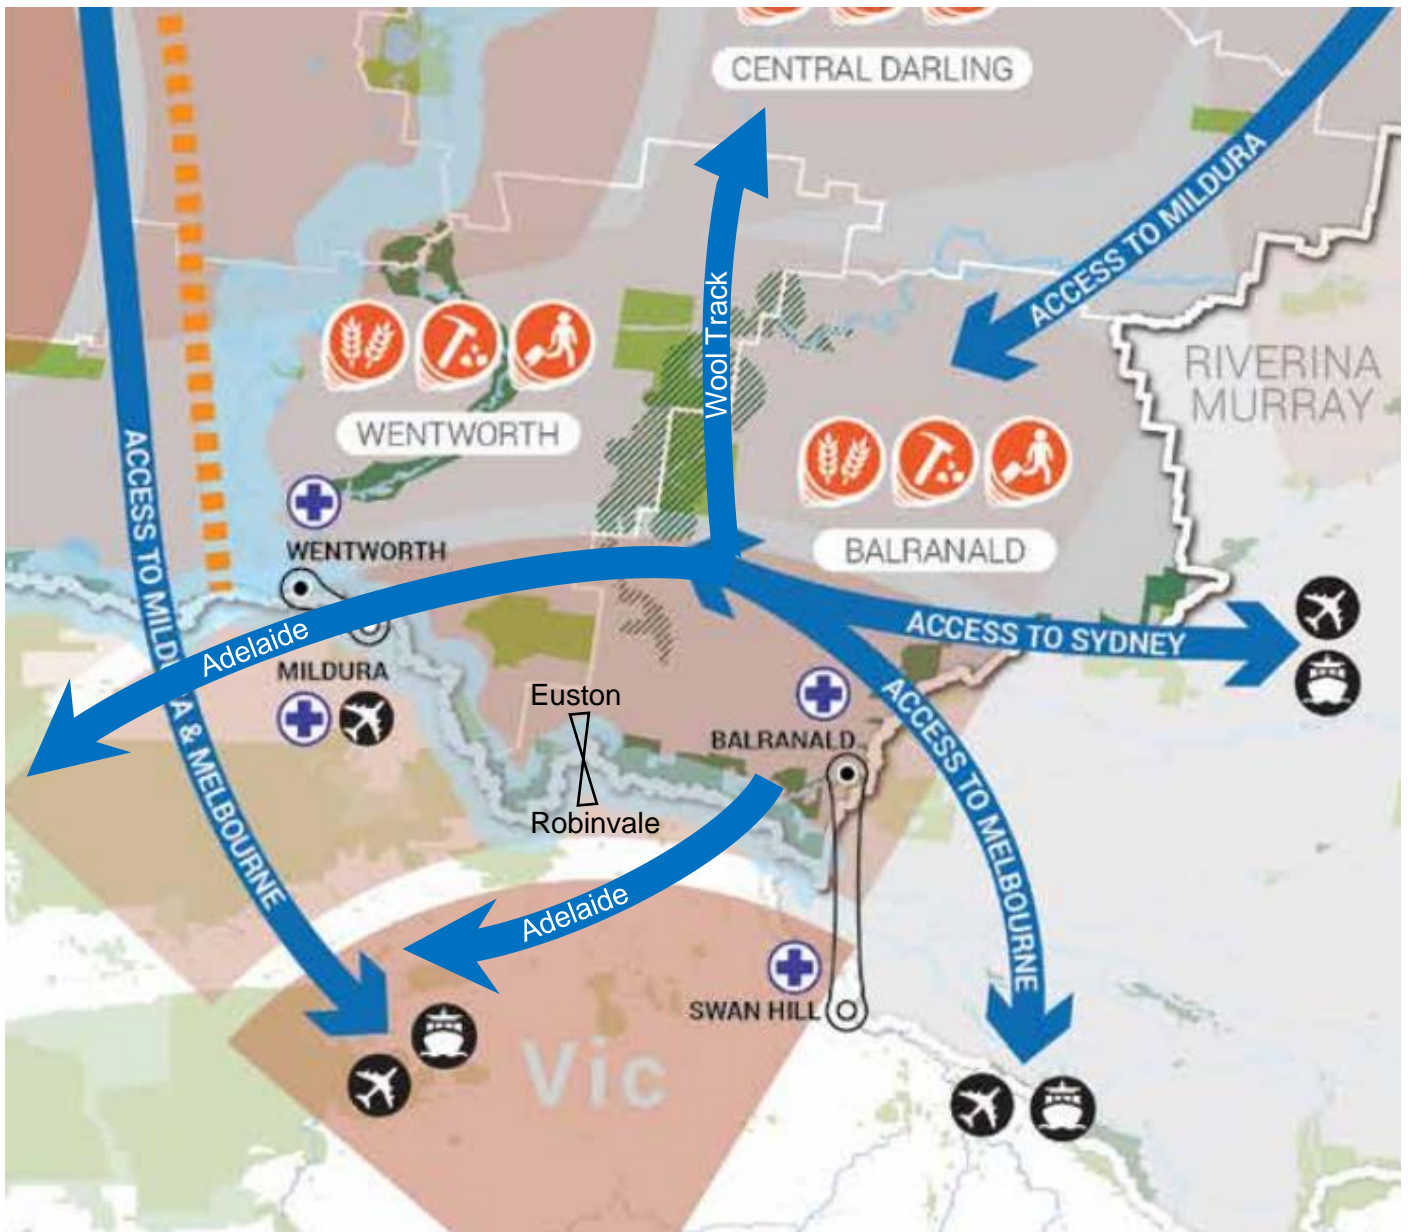 CENTRAL DARLING
ACCESS TO MILDURA
Wool Track
RIVERINA
MURRAY
WENTWORTH
BALRANALD
ACCESS TO MILDURA & MELBOURNE
WENTWORTH
Adelaide
MILDURA
ACCESS TO SYDNEY
ACCESS TO MELBOURNE
Euston
BALRANALD
Robinvale
Adelaide
SWAN HILL
Vic